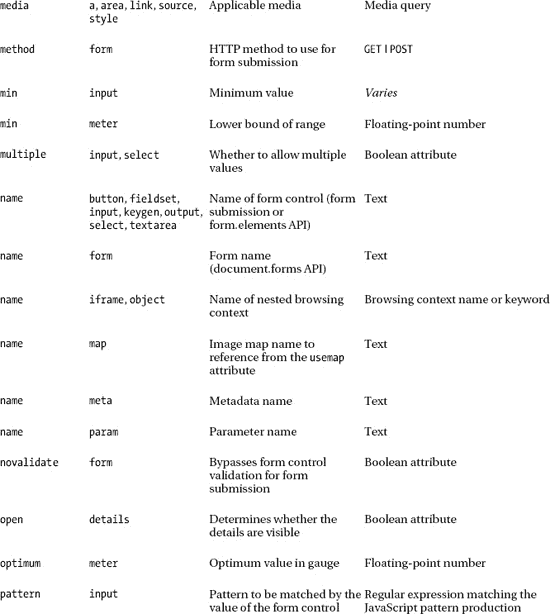 media a, area, link, source, Applicable media Media query
style
method form HTTP method to use for GET | POST
form submission
min input Minimum value Varies
min meter Lower bound of range Floating-point number
multiple input, select Whether to allow multiple Boolean attribute
values
name button, fieldset, Name of form control (form Text
input, keygen, output, submission or
select, textarea form.elements API)
name form Form name Text
(document.forms API)
name iframe, object Name of nested browsing Browsing context name or keyword
context
name map Image map name to Text
reference from the usemap
attribute
name meta Metadata name Text
name param Parameter name Text
novalidate form Bypasses form control Boolean attribute
validation for form
submission
open details Determines whether the Boolean attribute
details are visible
optimum meter Optimum value in gauge Floating-point number
pattern input Pattern to be matched by the Regular expression matching the
value of the form control JavaScript pattern production